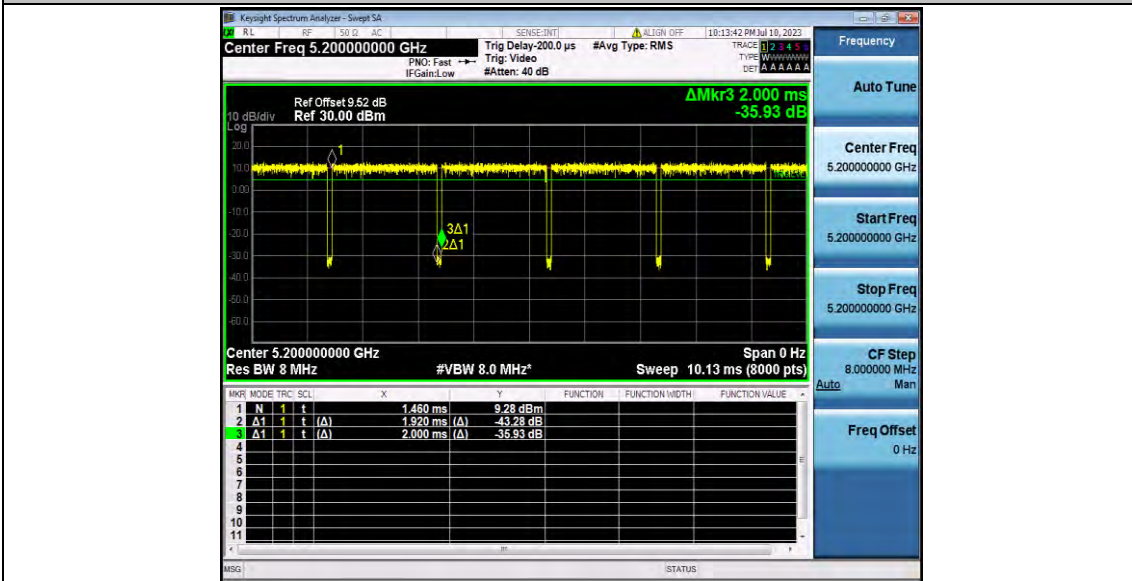 Keysight Spectrum Analyzer - Swept SA
RL RF 50 Ω AC SENSE:INT ALIGN OFF 10:13:42 PM Jul 10, 2023
Center Freq 5.200000000 GHz Trig Delay-200.0 µs #Avg Type: RMS TRACE 1 2 3 4 5 6
PNO: Fast Trig: Video TYPE W
IFGain:Low #Atten: 40 dB DET A A A A A A
Frequency
ΔMkr3 2.000 ms
Ref Offset 9.52 dB
10 dB/div Ref 30.00 dBm -35.93 dB
Log
20.0
1
10.0
0.00
-10.0
-20.0
3Δ1
2Δ1
-30.0
-40.0
-50.0
-60.0
Center 5.200000000 GHz Span 0 Hz
Res BW 8 MHz #VBW 8.0 MHz* Sweep 10.13 ms (8000 pts)
MKR MODE TRC SCL X Y FUNCTION FUNCTION WIDTH FUNCTION VALUE
1 N 1 t 1.460 ms 9.28 dBm
2 Δ1 1 t (Δ) 1.920 ms (Δ) -43.28 dB
3 Δ1 1 t (Δ) 2.000 ms (Δ) -35.93 dB
4
5
6
7
8
9
10
11
MSG STATUS
Auto Tune
Center Freq
5.200000000 GHz
Start Freq
5.200000000 GHz
Stop Freq
5.200000000 GHz
CF Step
8.000000 MHz
Auto Man
Freq Offset
0 Hz